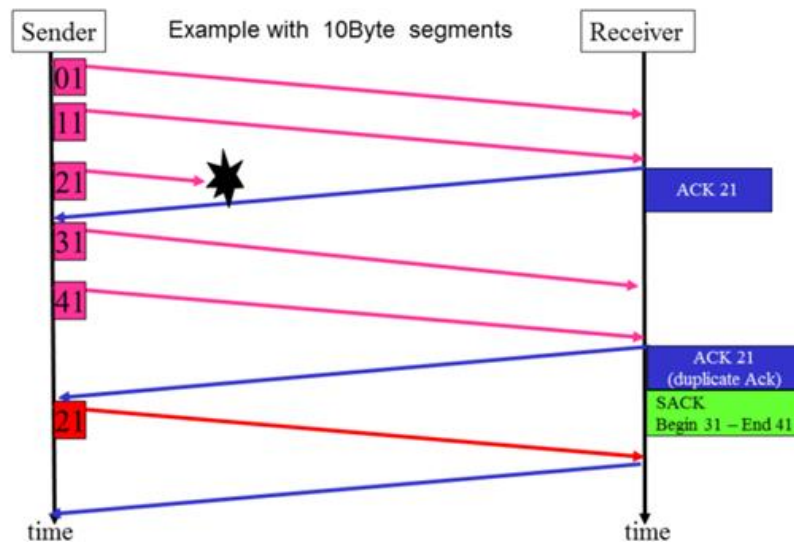 Sender
Example with 10Byte segments
Receiver
01
11
21
ACK 21
31
41
ACK 21
(duplicate Ack)
SACK
Begin 31 – End 41
21
time
time